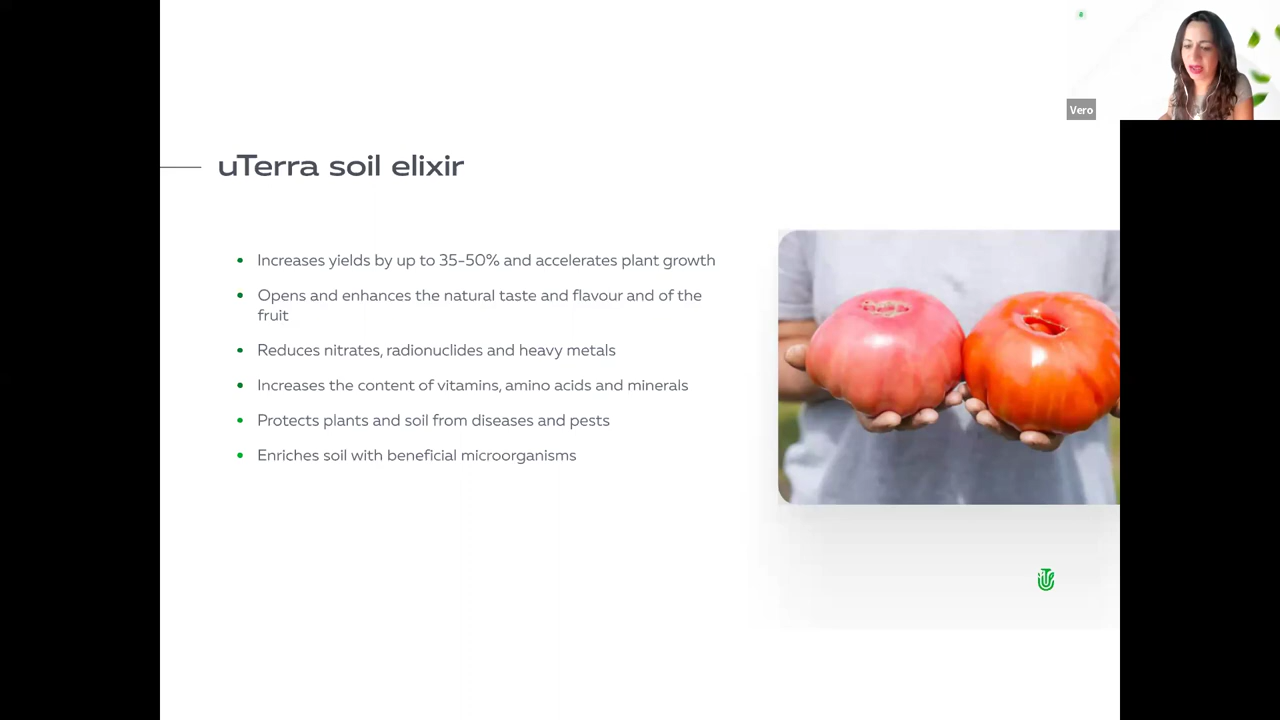 Vero
uTerra soil elixir
• Increases yields by up to 35-50% and accelerates plant growth
• Opens and enhances the natural taste and flavour and of the
fruit
• Reduces nitrates, radionuclides and heavy metals
• Increases the content of vitamins, amino acids and minerals
• Protects plants and soil from diseases and pests
• Enriches soil with beneficial microorganisms